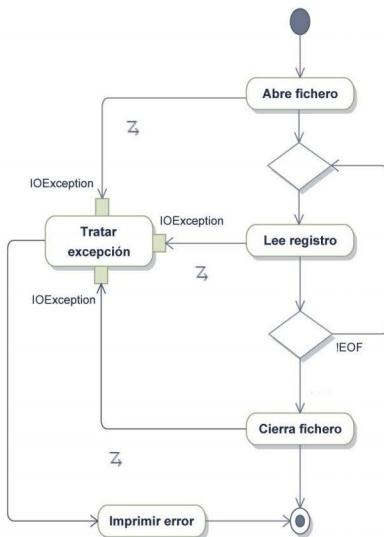 Abre fichero
IOException
IOException
Tratar
excepción
Lee registro
IOException
!EOF
Cierra fichero
Imprimir error